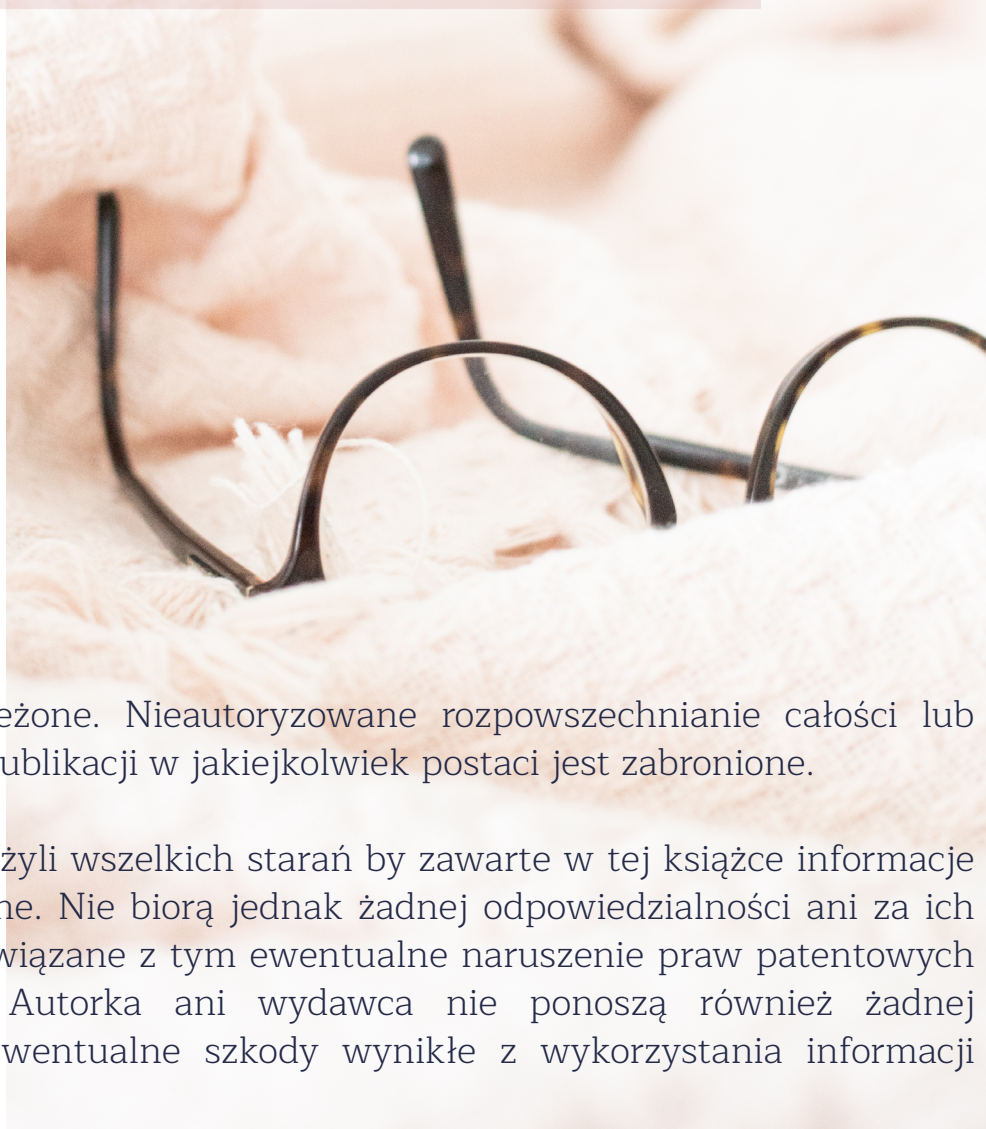 eżone. Nieautoryzowane rozpowszechnianie całości lub
ublikacji w jakiejkolwiek postaci jest zabronione.
żyli wszelkich starań by zawarte w tej książce informacje
ne. Nie biorą jednak żadnej odpowiedzialności ani za ich
wiązane z tym ewentualne naruszenie praw patentowych
Autorka ani wydawca nie ponoszą również żadnej
wentualne szkody wynikłe z wykorzystania informacji